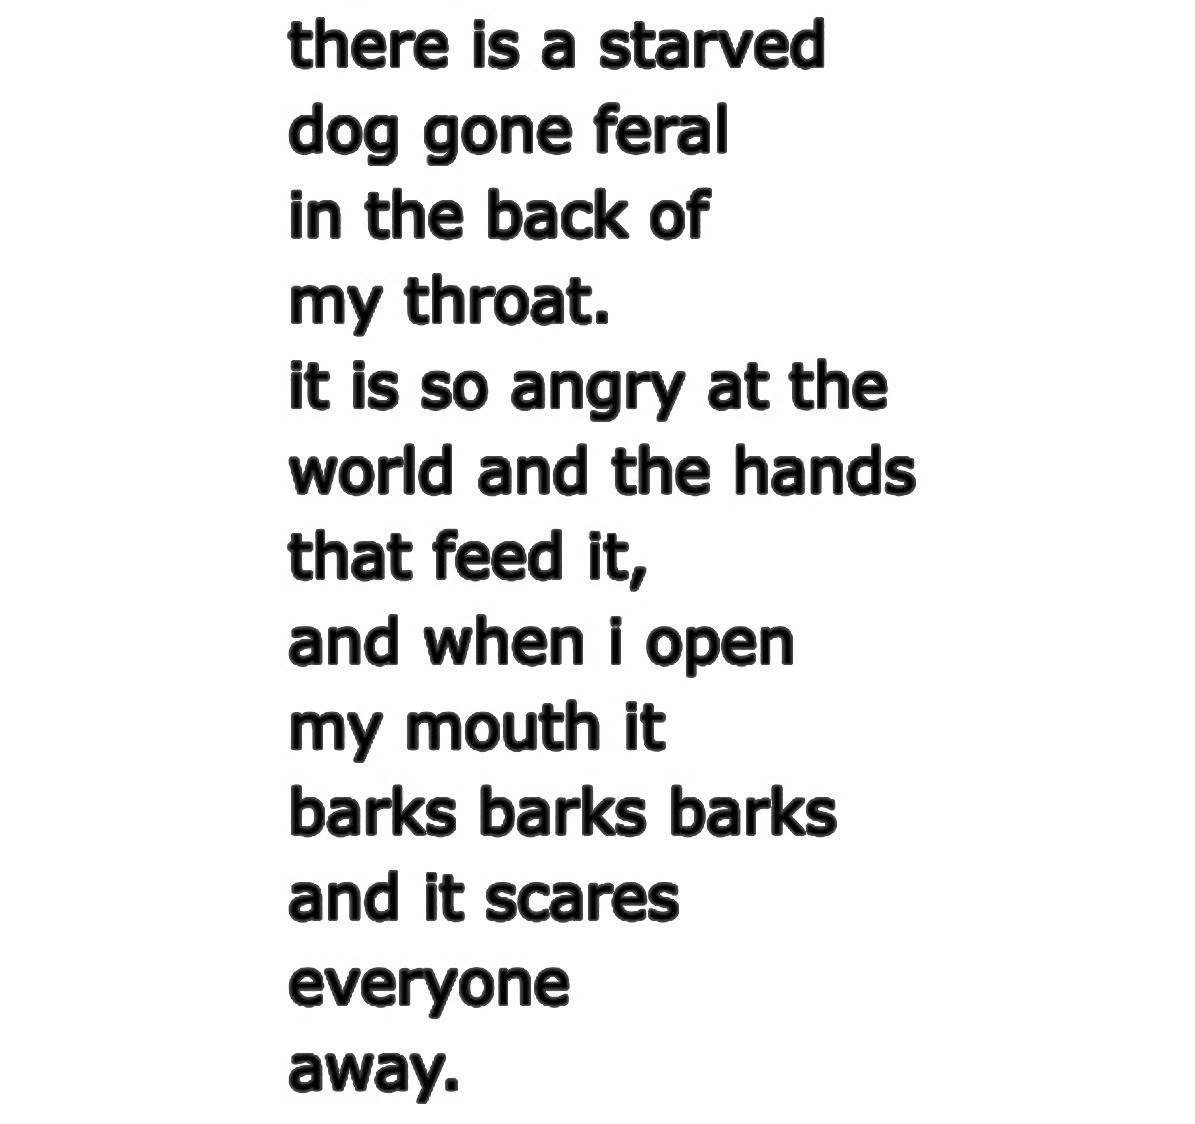 there is a starved
dog gone feral
in the back of
my throat.
it is so angry at the
world and the hands
that feed it,
and when i open
my mouth it
barks barks barks
and it scares
everyone
away.